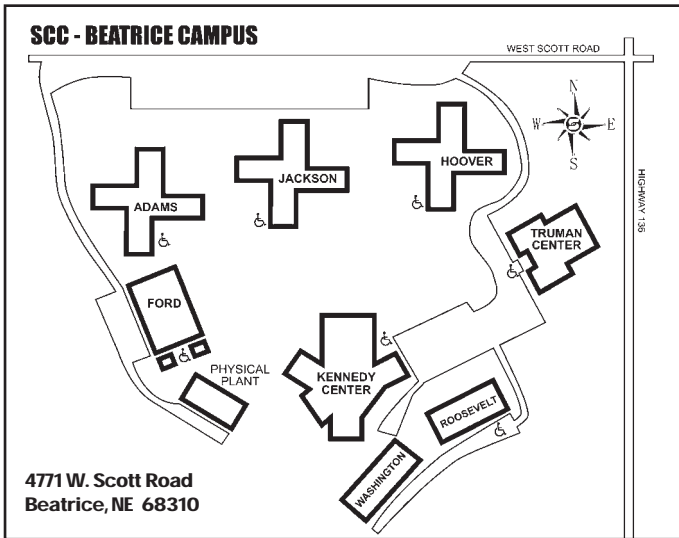 SCC - BEATRICE CAMPUS
WEST SCOTT ROAD
N
W
E
S
HIGHWAY 136
HOOVER
JACKSON
ADAMS
TRUMAN
CENTER
FORD
PHYSICAL
PLANT
KENNEDY
CENTER
ROOSEVELT
WASHINGTON
4771 W. Scott Road
Beatrice, NE 68310